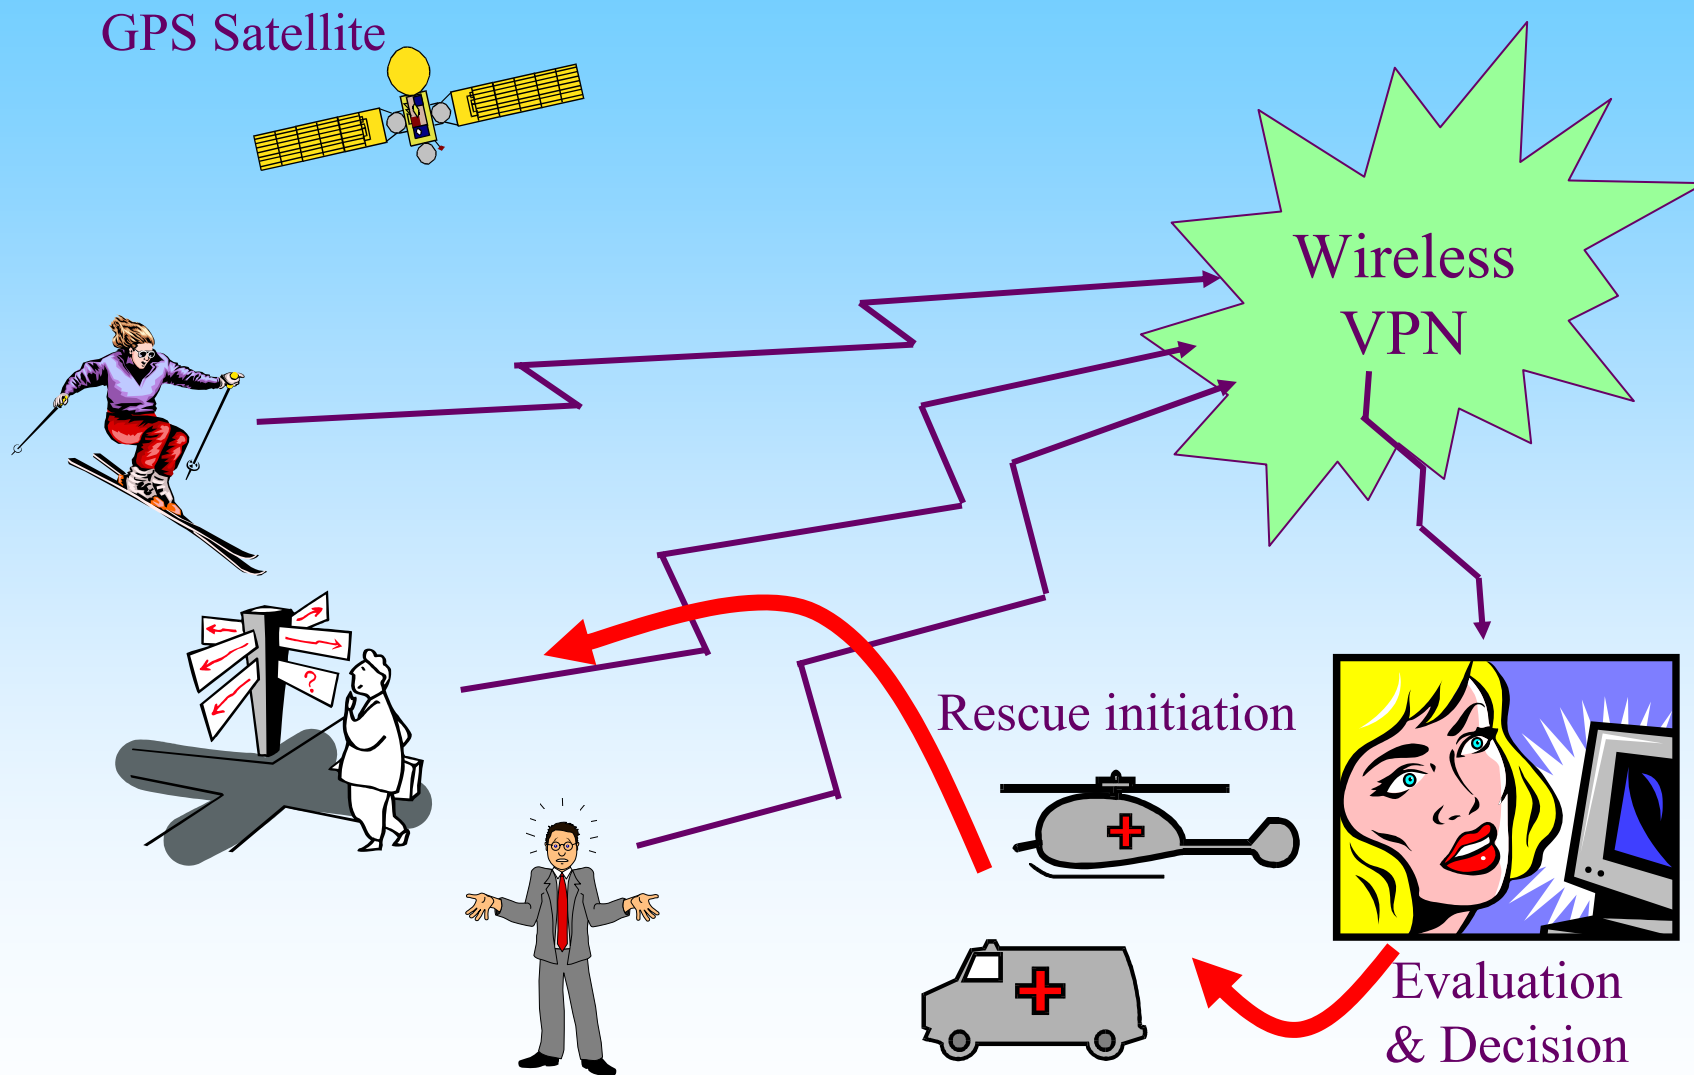 GPS Satellite
Wireless
VPN
?
Rescue initiation
Evaluation
& Decision